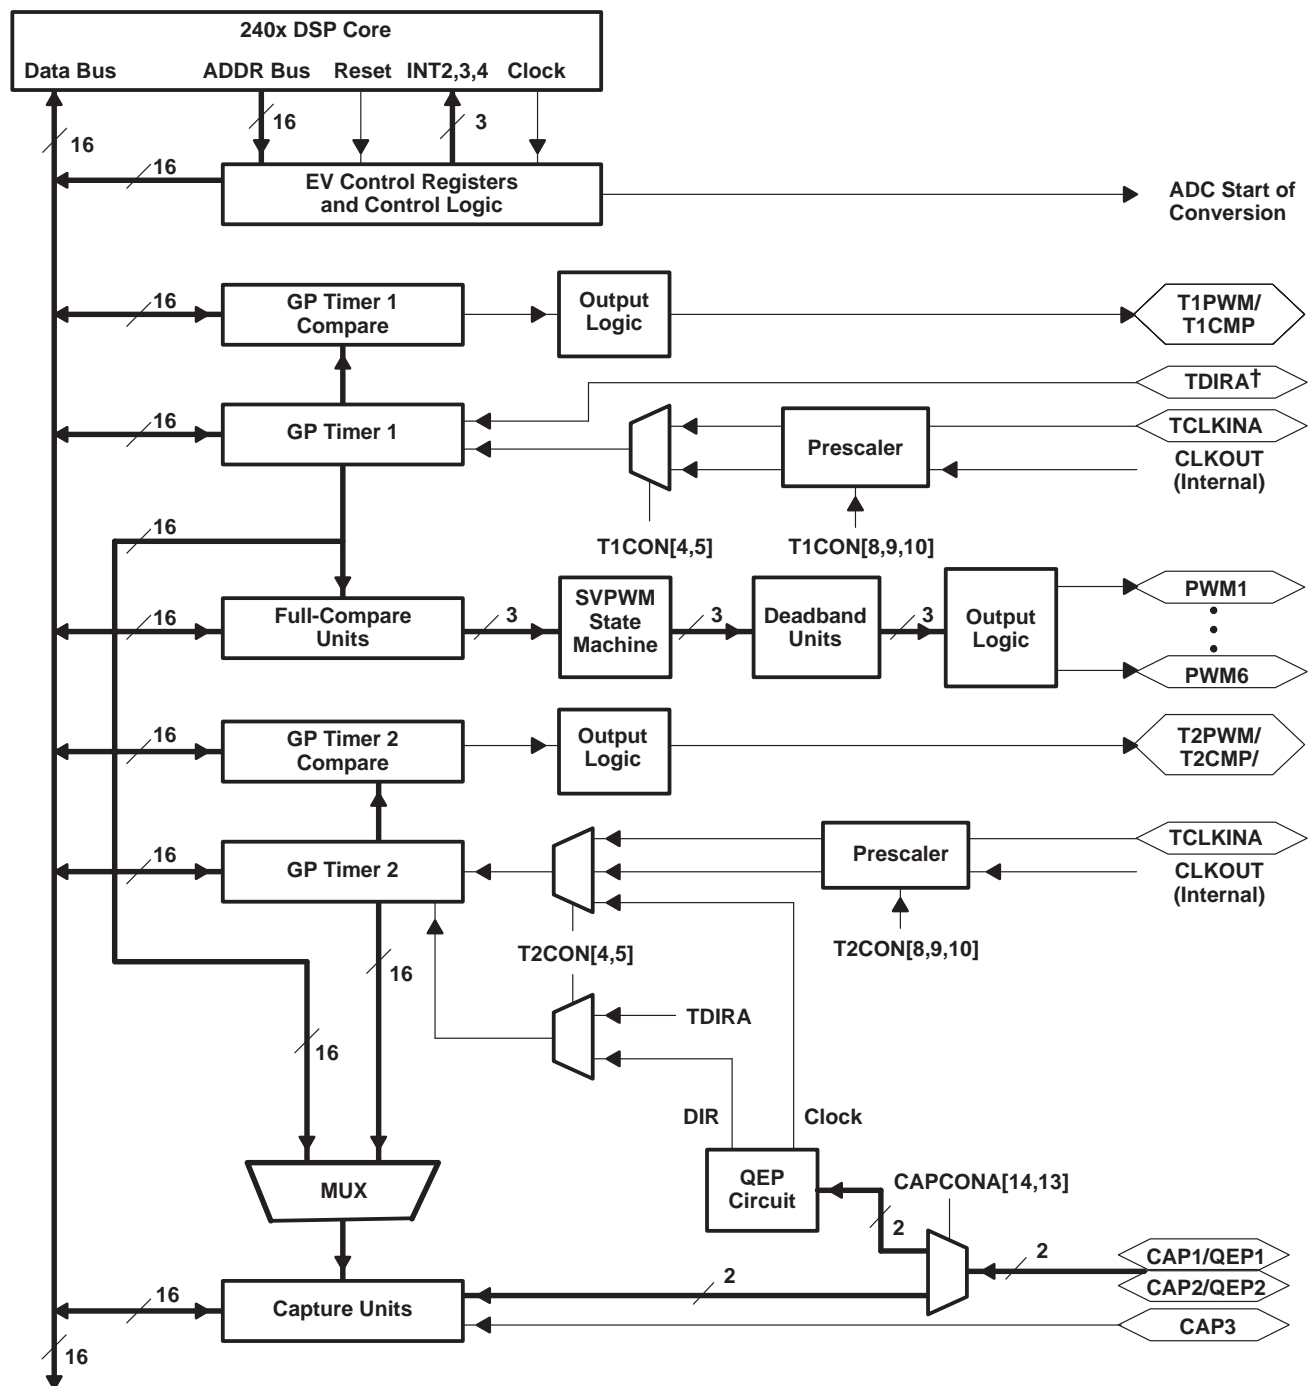 240x DSP Core
Data Bus
ADDR Bus
Reset
INT2,3,4
Clock
16
16
3
16
EV Control Registers
and Control Logic
ADC Start of
Conversion
16
GP Timer 1
Compare
Output
Logic
T1PWM/
T1CMP
TDIRA†
16
GP Timer 1
Prescaler
TCLKINA
CLKOUT
(Internal)
T1CON[4,5]
T1CON[8,9,10]
16
16
Full-Compare
Units
3
SVPWM
State
Machine
3
Deadband
Units
3
Output
Logic
PWM1
PWM6
16
GP Timer 2
Compare
Output
Logic
T2PWM/
T2CMP/
16
GP Timer 2
Prescaler
TCLKINA
CLKOUT
(Internal)
T2CON[4,5]
T2CON[8,9,10]
16
TDIRA
16
DIR
Clock
MUX
QEP
Circuit
CAPCONA[14,13]
2
2
CAP1/QEP1
CAP2/QEP2
2
16
Capture Units
CAP3
16